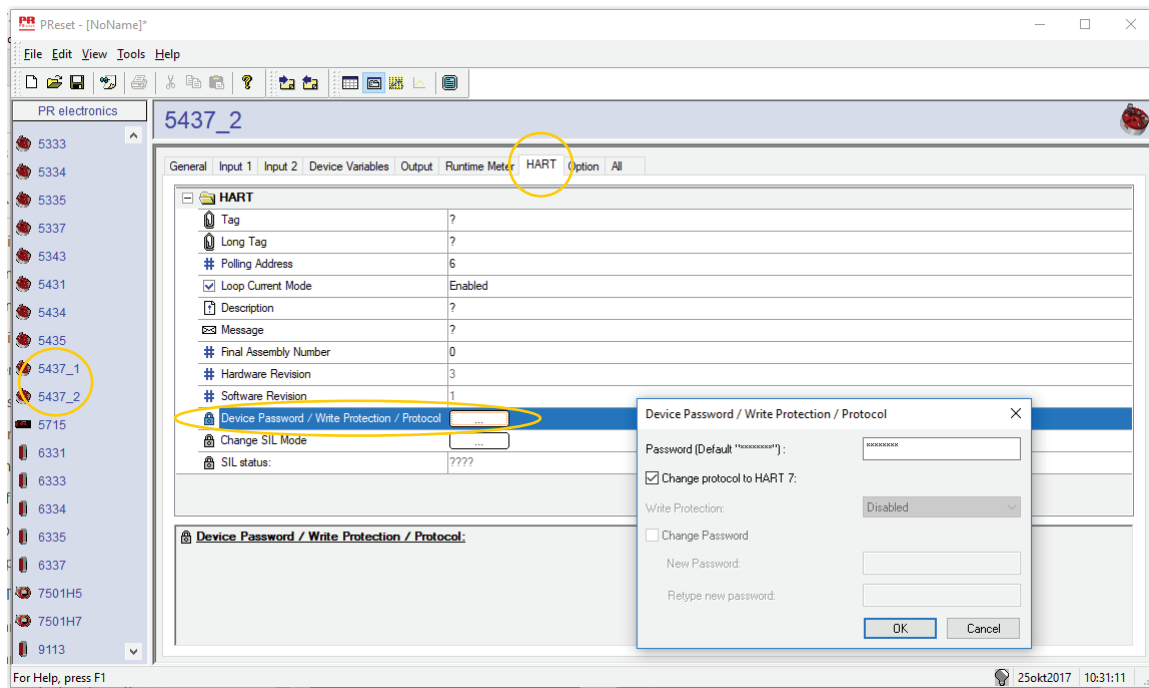 PR
PReset - [NoName]*
File Edit View Tools Help
PR electronics
5333
5334
5335
5337
5343
5431
5434
5435
5437_1
5437_2
5715
6331
6333
6334
6335
6337
7501H5
7501H7
9113
5437_2
General Input 1 Input 2 Device Variables Output Runtime Meter HART Option All
HART
Tag ?
Long Tag ?
# Polling Address 6
Loop Current Mode Enabled
Description ?
Message ?
# Final Assembly Number 0
# Hardware Revision 3
# Software Revision 1
Device Password / Write Protection / Protocol ...
Change SIL Mode ...
SIL status: ????
Device Password / Write Protection / Protocol:
Device Password / Write Protection / Protocol
Password (Default "********") : ********
Change protocol to HART 7:
Write Protection: Disabled
Change Password
New Password:
Retype new password:
OK Cancel
For Help, press F1
25okt2017 10:31:11